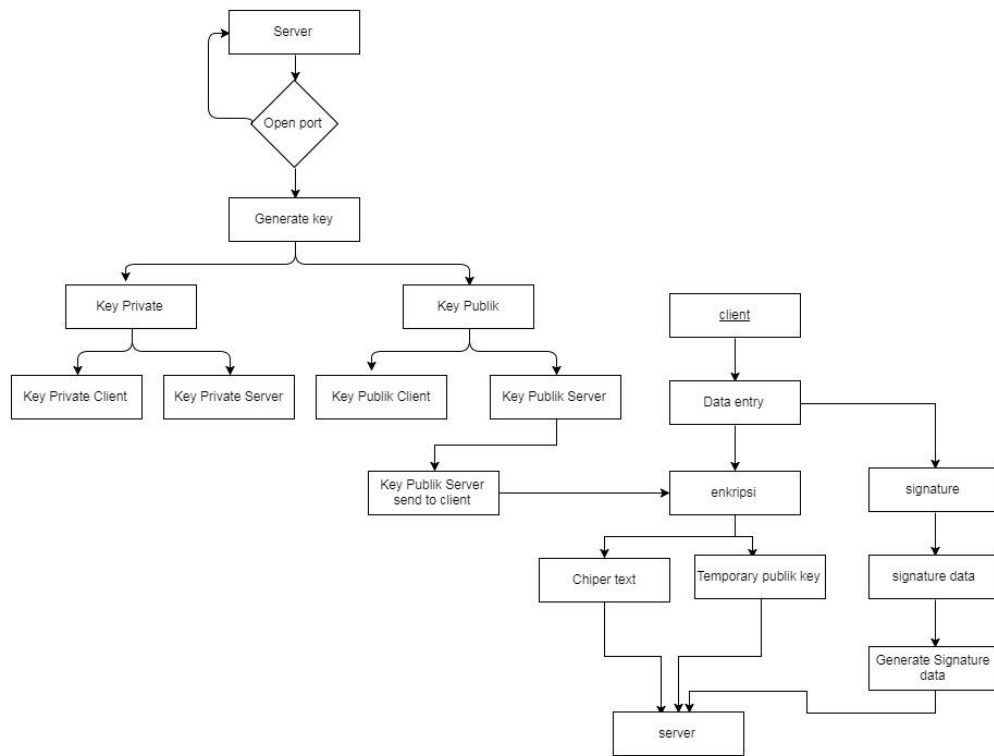 Server
Open port
Generate key
Key Private
Key Publik
client
Key Private Client
Key Private Server
Key Publik Client
Key Publik Server
Data entry
Key Publik Server
send to client
enkripsi
signature
Chiper text
Temporary publik key
signature data
Generate Signature
data
server